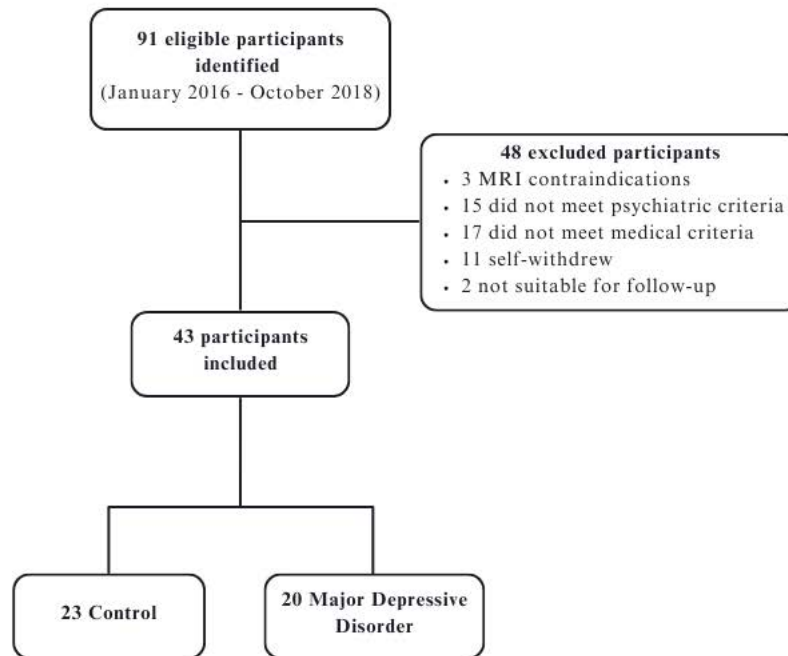 91 eligible participants
identified
(January 2016 - October 2018)
48 excluded participants
• 3 MRI contraindications
• 15 did not meet psychiatric criteria
• 17 did not meet medical criteria
• 11 self-withdrew
• 2 not suitable for follow-up
43 participants
included
23 Control
20 Major Depressive
Disorder